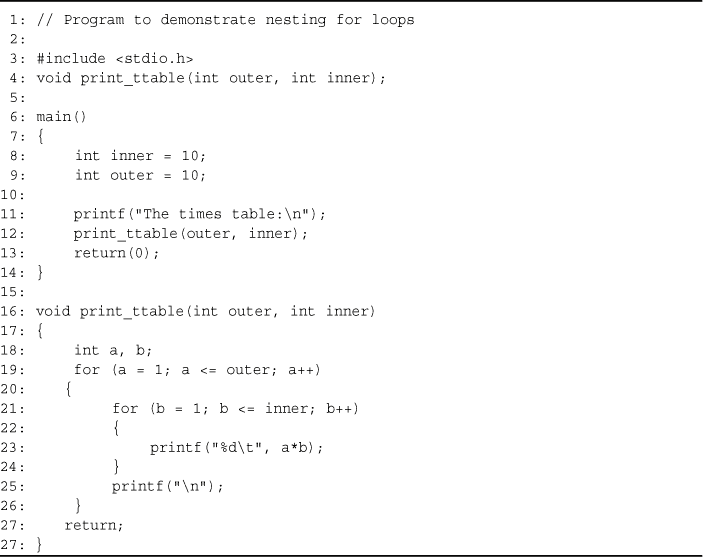 1: // Program to demonstrate nesting for loops
2:
3: #include <stdio.h>
4: void print_ttable(int outer, int inner);
5:
6: main()
7: {
8:     int inner = 10;
9:     int outer = 10;
10:
11:     printf("The times table:\n");
12:     print_ttable(outer, inner);
13:     return(0);
14: }
15:
16: void print_ttable(int outer, int inner)
17: {
18:     int a, b;
19:     for (a = 1; a <= outer; a++)
20:    {
21:         for (b = 1; b <= inner; b++)
22:         {
23:             printf("%d\t", a*b);
24:         }
25:         printf("\n");
26:     }
27:    return;
27: }